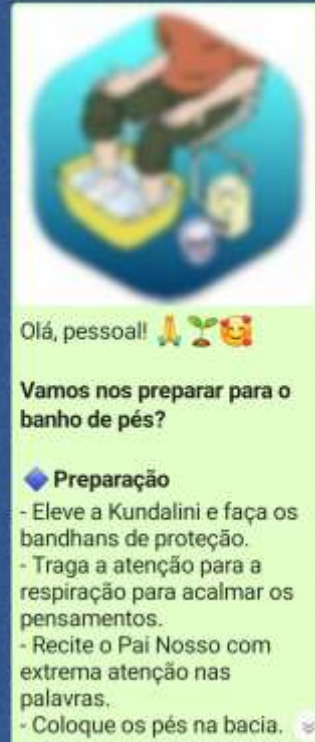 Olá, pessoal! 🙏🌱🥰
Vamos nos preparar para o
banho de pés?
🔷 Preparação
- Eleve a Kundalini e faça os
bandhans de proteção.
- Traga a atenção para a
respiração para acalmar os
pensamentos.
- Recite o Pai Nosso com
extrema atenção nas
palavras.
- Coloque os pés na bacia.